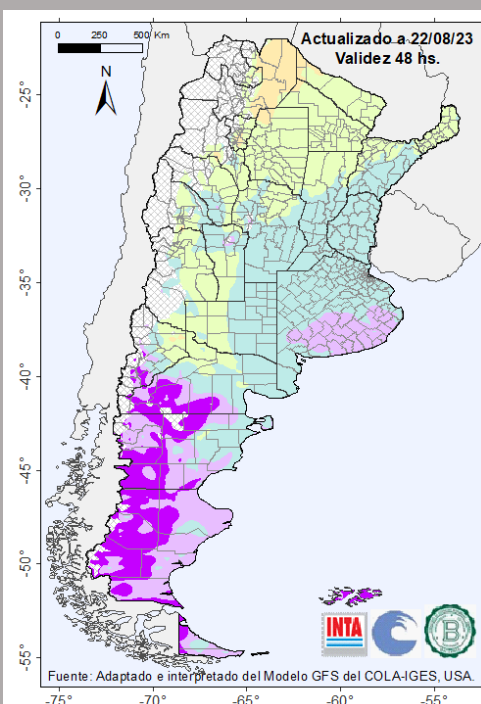 0 250 500 Km
Actualizado a 22/08/23
Validez 48 hs.
N
-25°
-30°
-35°
-40°
-45°
-50°
-55°
INTA
B
Fuente: Adaptado e interpretado del Modelo GFS del COLA-IGES, USA.
-75° -70° -65° -60° -55°